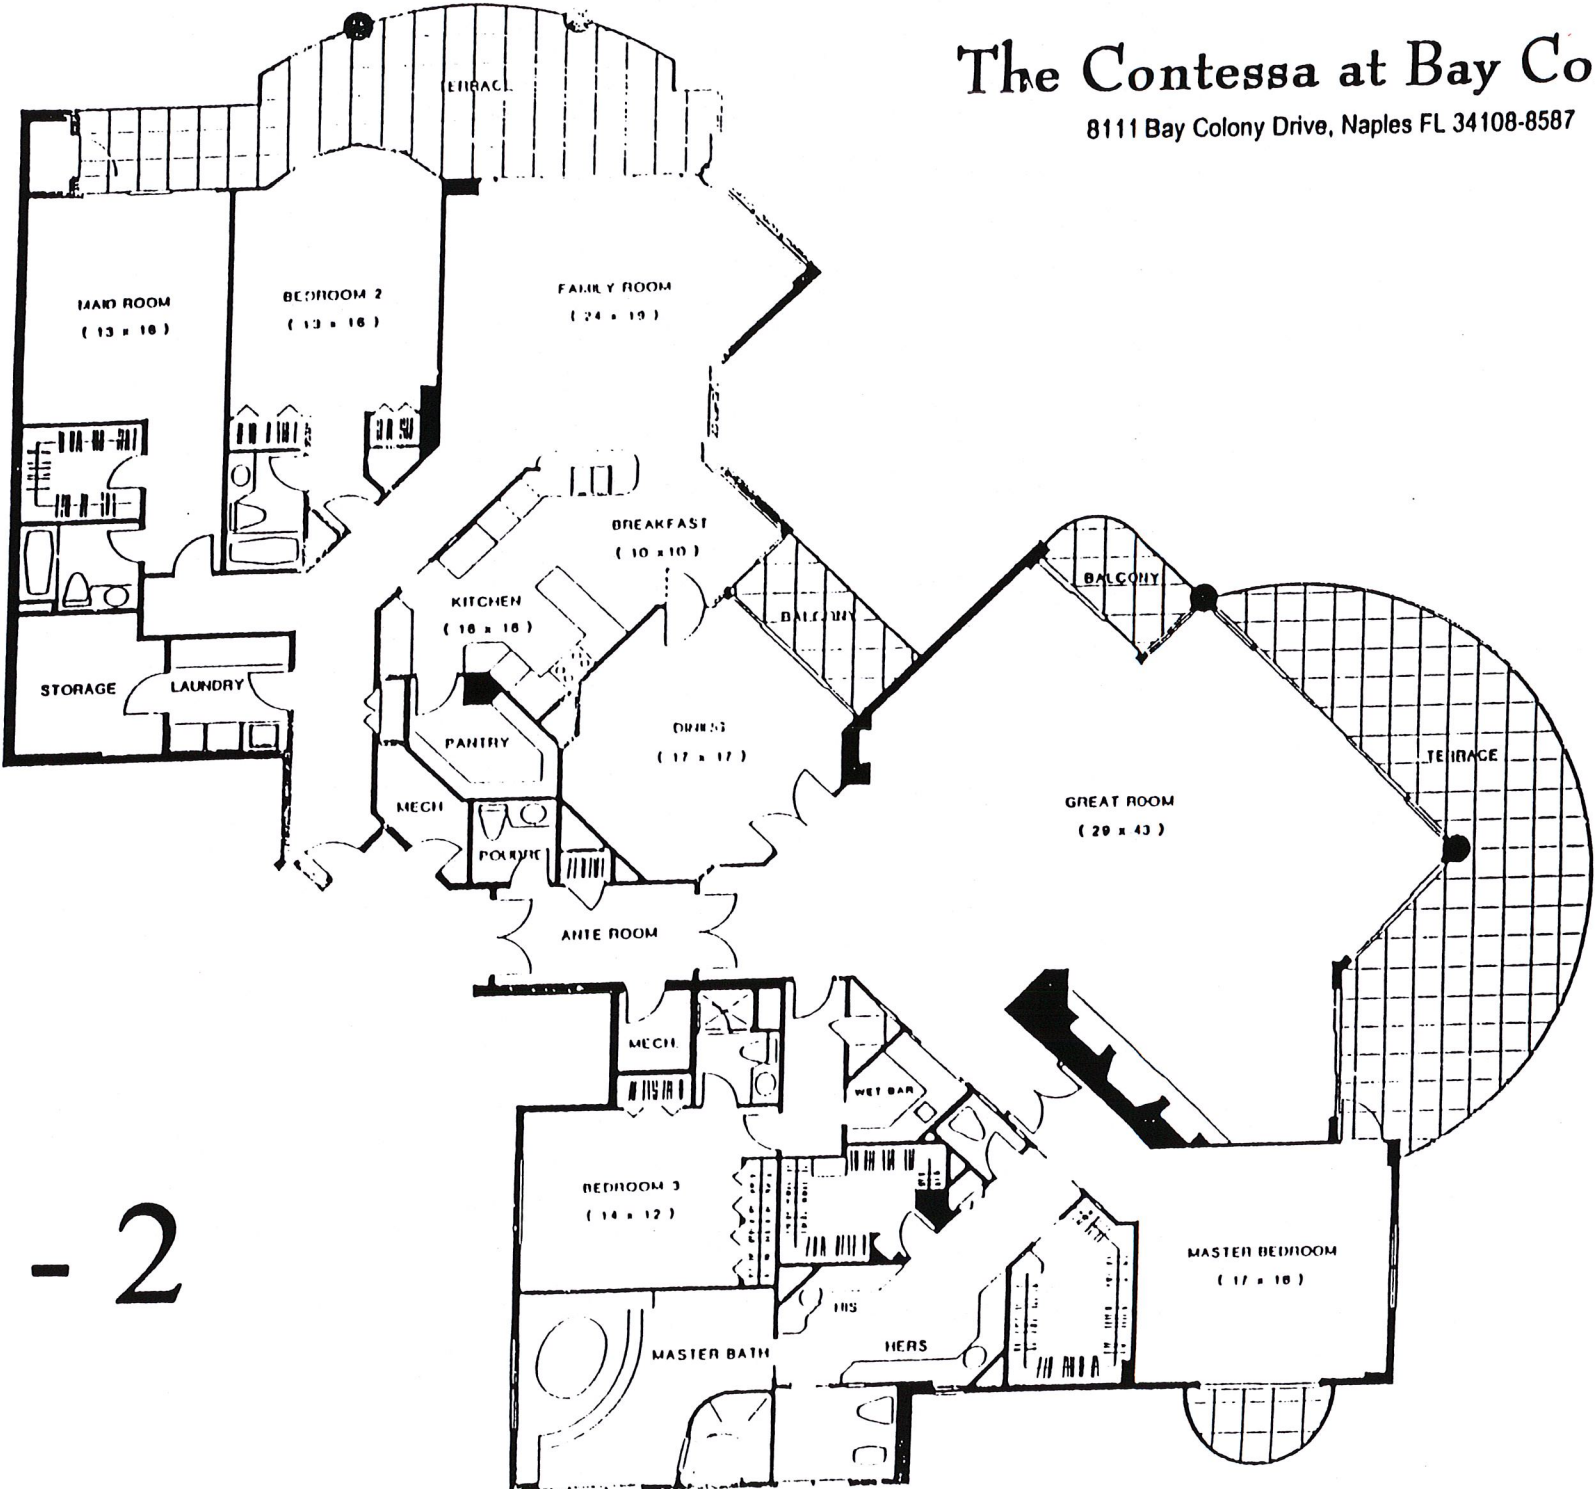 The Contessa at Bay Co
8111 Bay Colony Drive, Naples FL 34108-8587
TERRACE
MAID ROOM
( 13 x 16 )
BEDROOM 2
( 13 x 16 )
FAMILY ROOM
( 24 x 19 )
BREAKFAST
( 10 x 10 )
KITCHEN
( 16 x 16 )
BALCONY
BALCONY
STORAGE
LAUNDRY
PANTRY
DINING
( 17 x 17 )
TERRACE
MECH
POUDRE
GREAT ROOM
( 29 x 43 )
ANTE ROOM
MECH.
WET BAR
BEDROOM 3
( 14 x 12 )
MASTER BEDROOM
( 17 x 16 )
HIS
HERS
MASTER BATH
- 2